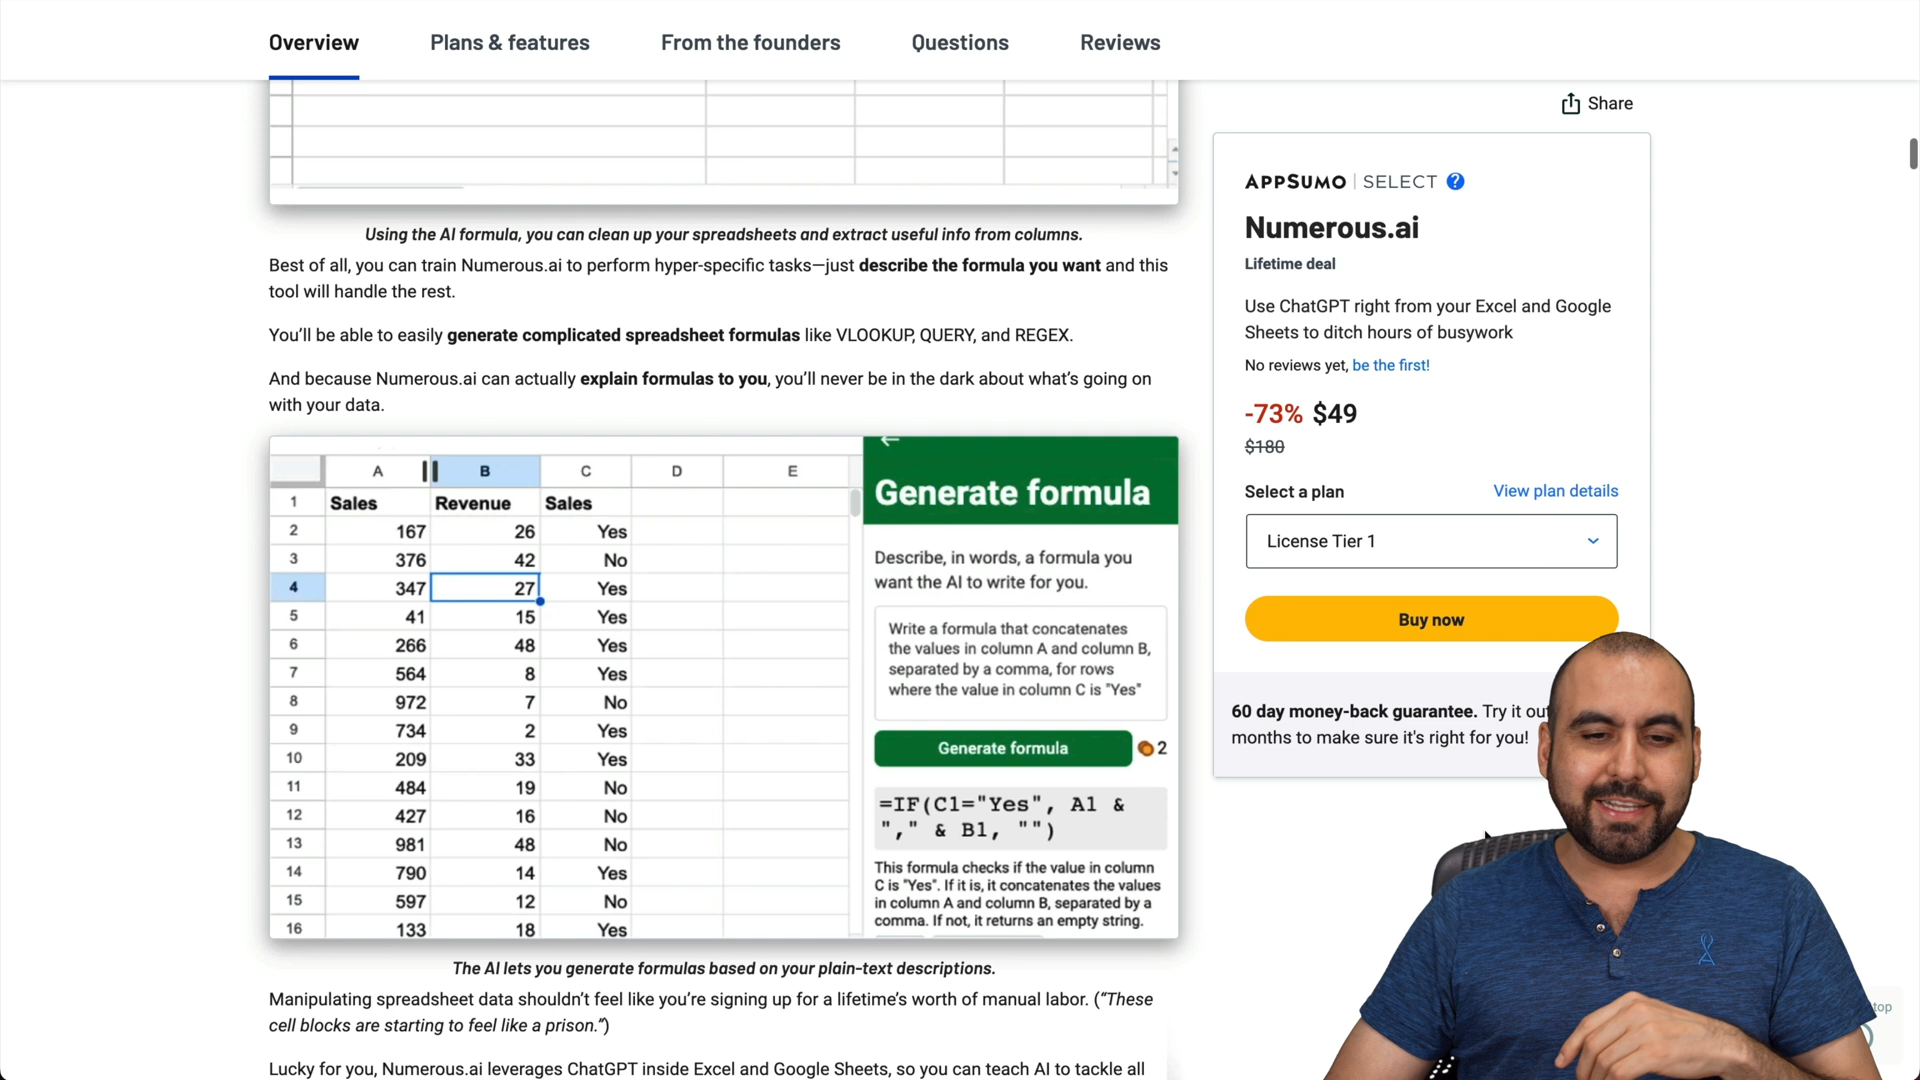 Overview
Plans & features
From the founders
Questions
Reviews
Share
Using the AI formula, you can clean up your spreadsheets and extract useful info from columns.
Best of all, you can train Numerous.ai to perform hyper-specific tasks—just describe the formula you want and this
tool will handle the rest.
You'll be able to easily generate complicated spreadsheet formulas like VLOOKUP, QUERY, and REGEX.
And because Numerous.ai can actually explain formulas to you, you'll never be in the dark about what's going on
with your data.
A B C D E
1 Sales Revenue Sales
2 167 26 Yes
3 376 42 No
4 347 27 Yes
5 41 15 Yes
6 266 48 Yes
7 564 8 Yes
8 972 7 No
9 734 2 Yes
10 209 33 Yes
11 484 19 No
12 427 16 No
13 981 48 No
14 790 14 Yes
15 597 12 No
16 133 18 Yes
Generate formula
Describe, in words, a formula you
want the AI to write for you.
Write a formula that concatenates
the values in column A and column B,
separated by a comma, for rows
where the value in column C is "Yes"
Generate formula 2
=IF(C1="Yes", A1 &
"," & B1, "")
This formula checks if the value in column
C is "Yes". If it is, it concatenates the values
in column A and column B, separated by a
comma. If not, it returns an empty string.
The AI lets you generate formulas based on your plain-text descriptions.
Manipulating spreadsheet data shouldn't feel like you're signing up for a lifetime's worth of manual labor. ("These
cell blocks are starting to feel like a prison.")
Lucky for you, Numerous.ai leverages ChatGPT inside Excel and Google Sheets, so you can teach AI to tackle all
APPSUMO | SELECT ?
Numerous.ai
Lifetime deal
Use ChatGPT right from your Excel and Google
Sheets to ditch hours of busywork
No reviews yet, be the first!
-73% $49
$180
Select a plan
View plan details
License Tier 1
Buy now
60 day money-back guarantee. Try it ou
months to make sure it's right for you!
top